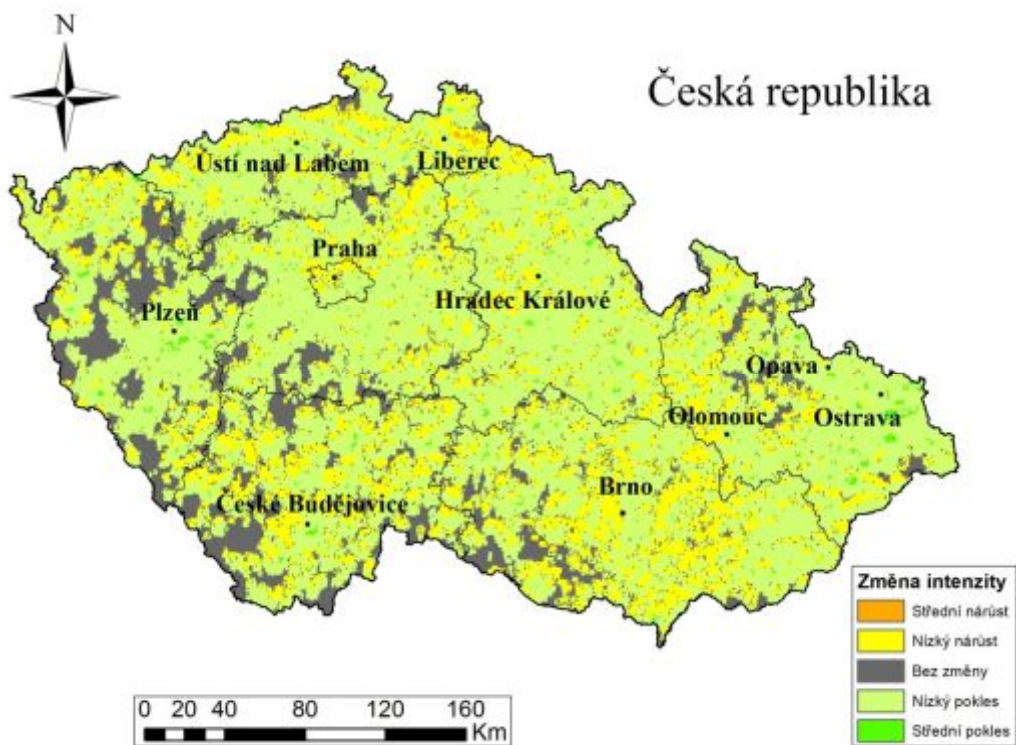 N
Česká republika
Ústí nad Labem
Liberec
Praha
Hradec Králové
Plzeň
Opava
Olomouc
Ostrava
Brno
České Budějovice
Změna intenzity
Střední nárůst
Nízký nárůst
Bez změny
Nízký pokles
Střední pokles
0 20 40 80 120 160
Km